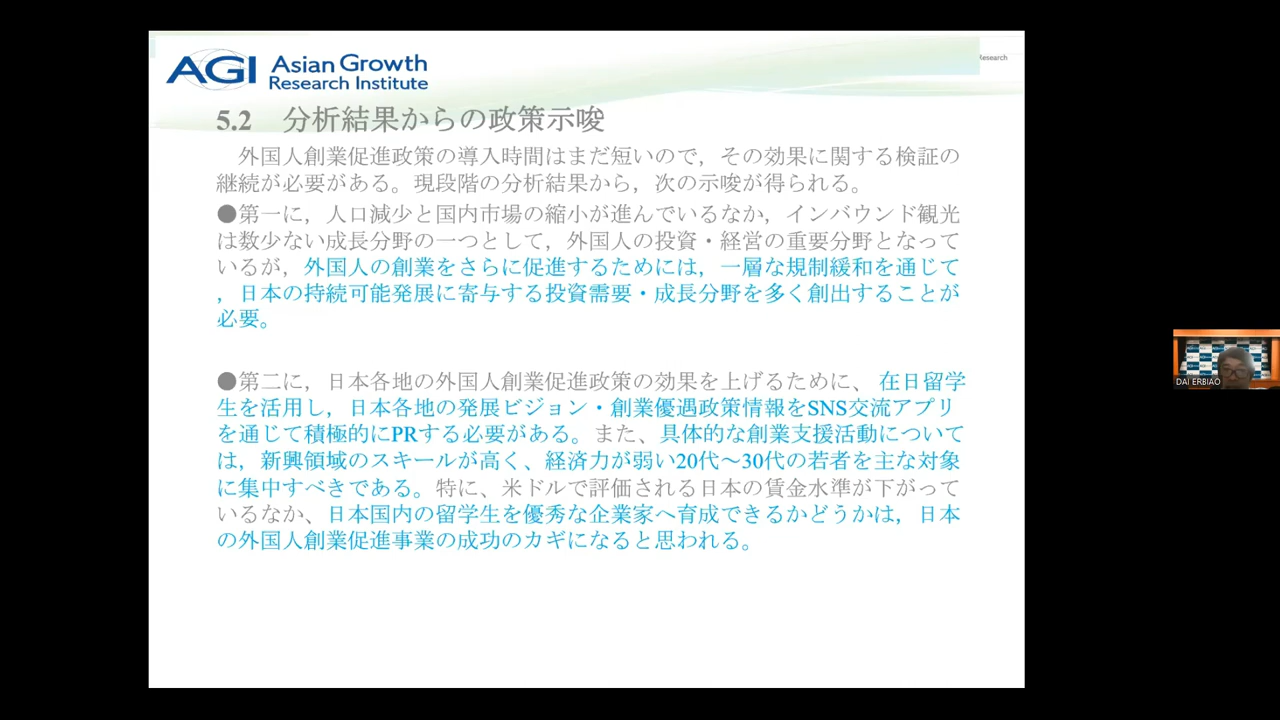 AGI Asian Growth
Research Institute
Research
5.2 分析結果からの政策示唆
外国人創業促進政策の導入時間はまだ短いので，その効果に関する検証の
継続が必要がある。現段階の分析結果から，次の示唆が得られる。
●第一に，人口減少と国内市場の縮小が進んでいるなか，インバウンド観光
は数少ない成長分野の一つとして，外国人の投資・経営の重要分野となって
いるが，外国人の創業をさらに促進するためには，一層な規制緩和を通じて
，日本の持続可能発展に寄与する投資需要・成長分野を多く創出することが
必要。
●第二に，日本各地の外国人創業促進政策の効果を上げるために、在日留学
生を活用し，日本各地の発展ビジョン・創業優遇政策情報をSNS交流アプリ
を通じて積極的にPRする必要がある。また、具体的な創業支援活動について
は，新興領域のスキールが高く、経済力が弱い20代～30代の若者を主な対象
に集中すべきである。特に、米ドルで評価される日本の賃金水準が下がって
いるなか、日本国内の留学生を優秀な企業家へ育成できるかどうかは，日本
の外国人創業促進事業の成功のカギになると思われる。
DAI ERBIAO